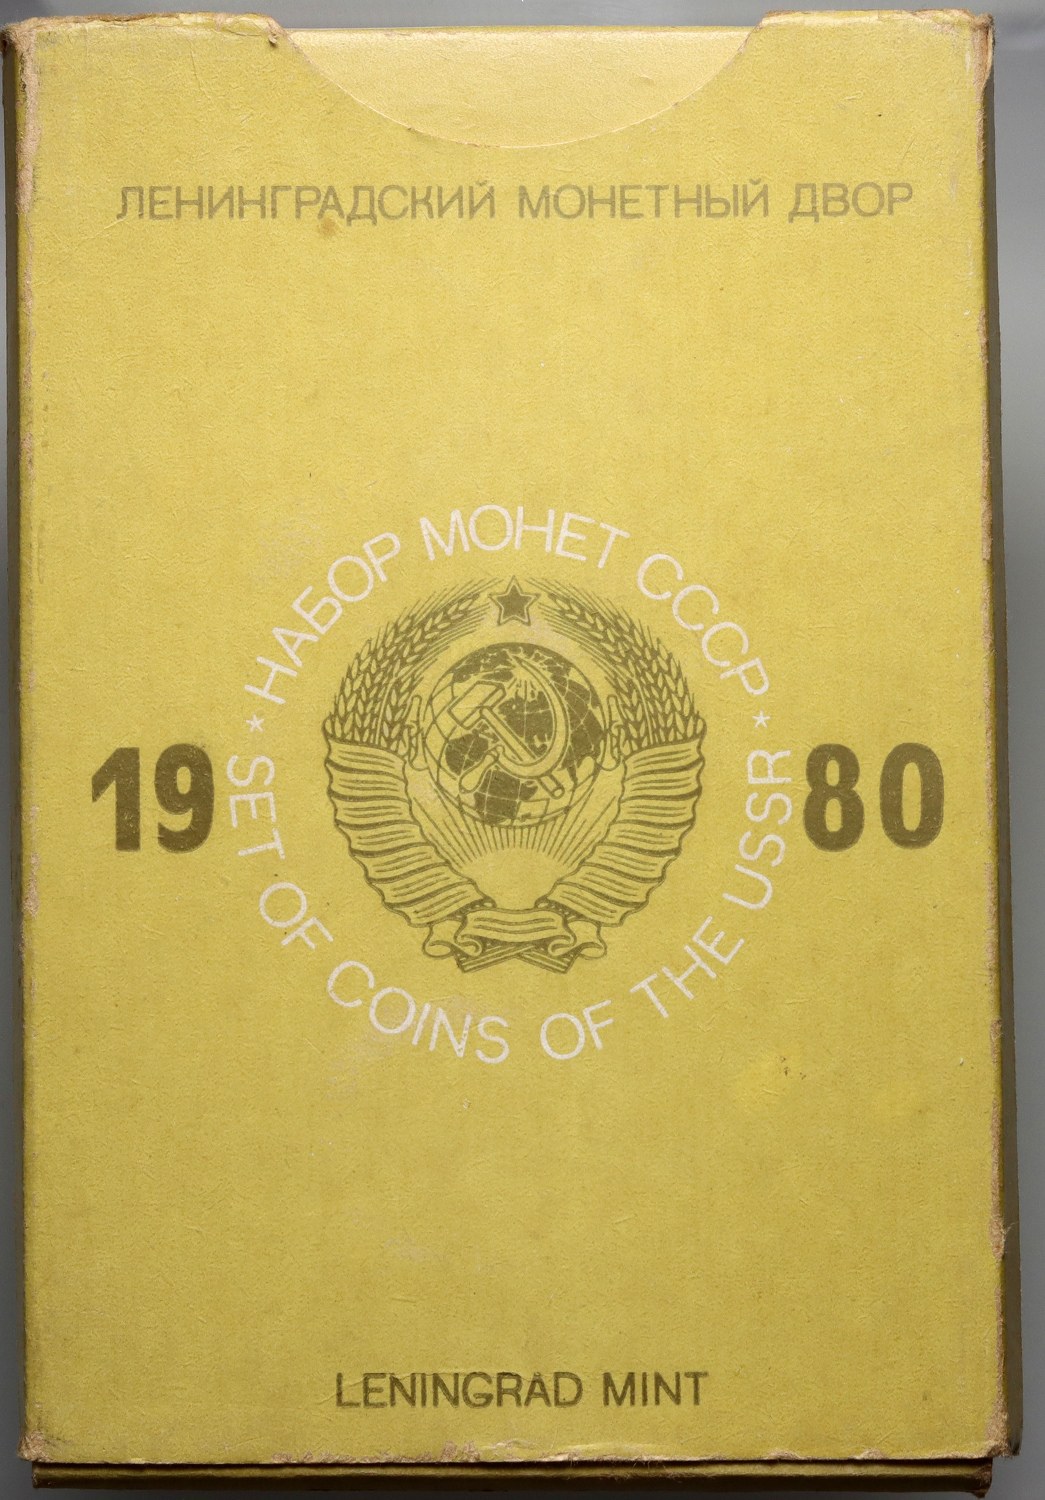 ЛЕНИНГРАДСКИЙ МОНЕТНЫЙ ДВОР
* НАБОР МОНЕТ СССР *
19 80
SET OF COINS OF THE USSR
LENINGRAD MINT